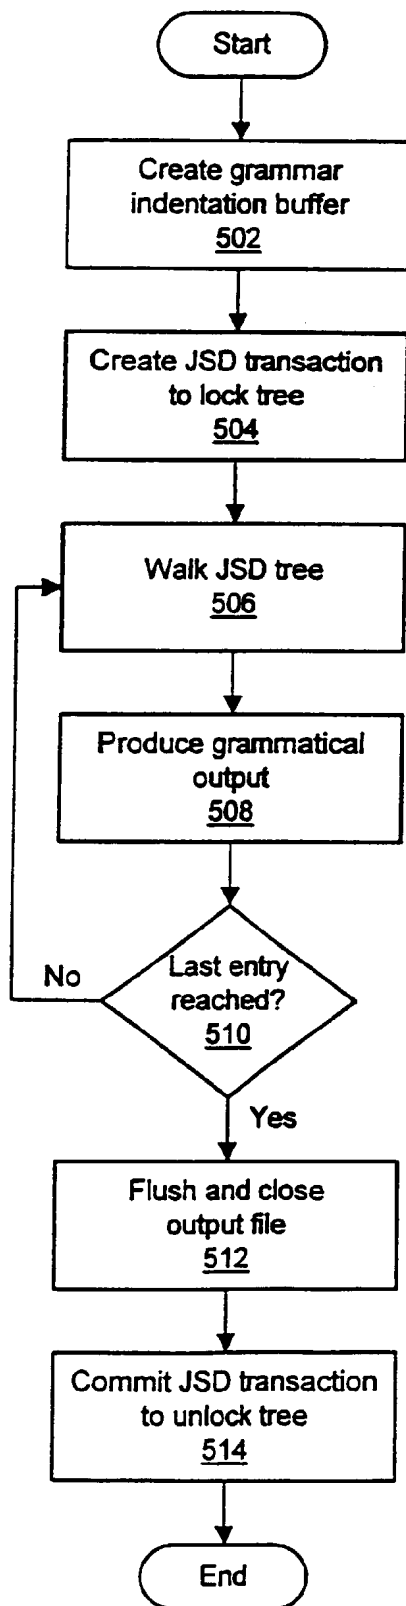 Start
Create grammar
indentation buffer
502
Create JSD transaction
to lock tree
504
Walk JSD tree
506
Produce grammatical
output
508
Last entry
reached?
510
No
Yes
Flush and close
output file
512
Commit JSD transaction
to unlock tree
514
End